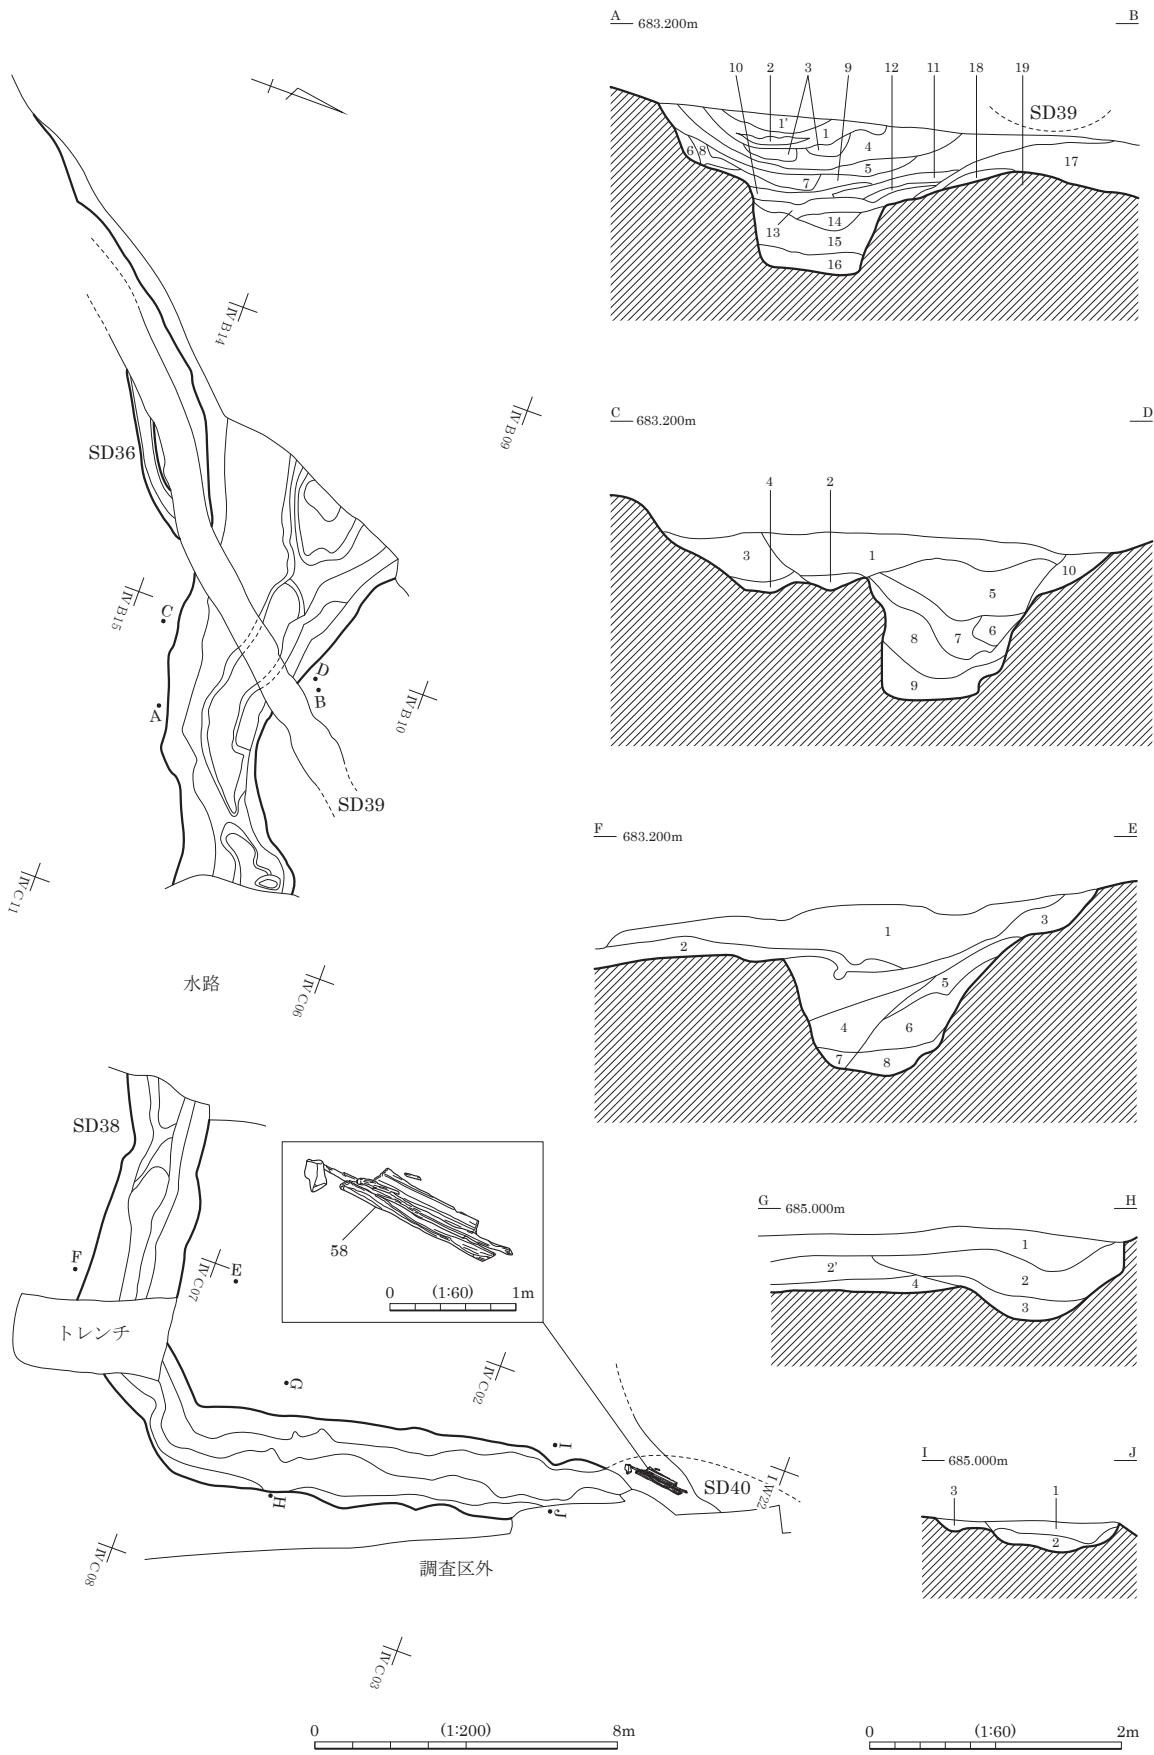 A 683.200m B
10 2 3 9 12 11 18 19
SD39
1'
1
4
6 8
5
17
7
14
13
15
16
IV B14
IV B09
SD36
C 683.200m D
4 2
3
1
10
5
6
8
7
9
IV B15
C
D
B
A
IV B10
SD39
F 683.200m E
IV C11
3
1
2
5
4
6
7
8
水路
IV C06
SD38
58
0 (1:60) 1m
F
E
IV C07
トレンチ
G 685.000m H
1
2'
2
4
3
G
IV C02
I
H
J
SD40
I W22
I 685.000m J
3 1
2
IV C08
調査区外
IV C03
0 (1:200) 8m
0 (1:60) 2m